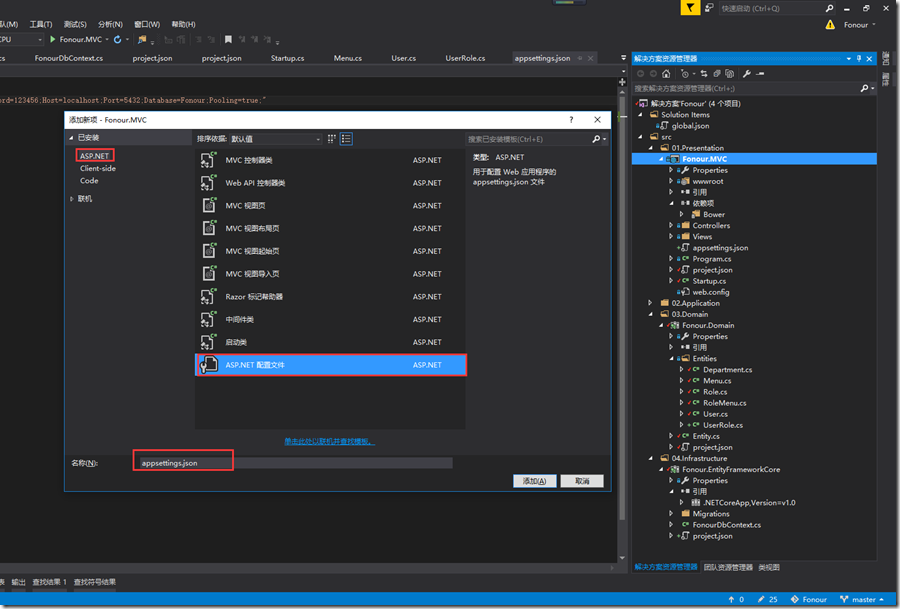 快速启动 (Ctrl+Q)
(M) 工具(T) 测试(S) 分析(N) 窗口(W) 帮助(H)
Fonour
CPU Fonour.MVC
cs FonourDbContext.cs project.json project.json Startup.cs Menu.cs User.cs UserRole.cs appsettings.json
ord=123456;Host=localhost;Port=5432;Database=Fonour;Pooling=true;"
添加新项 - Fonour.MVC
? ×
已安装
ASP.NET
Client-side
Code
联机
排序依据: 默认值
搜索已安装模板(Ctrl+E)
MVC 控制器类 ASP.NET
Web API 控制器类 ASP.NET
MVC 视图页 ASP.NET
MVC 视图布局页 ASP.NET
MVC 视图起始页 ASP.NET
MVC 视图导入页 ASP.NET
Razor 标记帮助器 ASP.NET
中间件类 ASP.NET
启动类 ASP.NET
ASP.NET 配置文件 ASP.NET
类型: ASP.NET
用于配置 Web 应用程序的
appsettings.json 文件
单击此处以联机并查找模板。
名称(N): appsettings.json
添加(A) 取消
解决方案资源管理器
搜索解决方案资源管理器(Ctrl+;)
解决方案'Fonour' (4 个项目)
Solution Items
global.json
src
01.Presentation
Fonour.MVC
Properties
wwwroot
引用
依赖项
Bower
Controllers
Views
appsettings.json
Program.cs
project.json
Startup.cs
web.config
02.Application
03.Domain
Fonour.Domain
Properties
引用
Entities
Department.cs
Menu.cs
Role.cs
RoleMenu.cs
User.cs
UserRole.cs
Entity.cs
project.json
04.Infrastructure
Fonour.EntityFrameworkCore
Properties
引用
.NETCoreApp,Version=v1.0
Migrations
FonourDbContext.cs
project.json
解决方案资源管理器 团队资源管理器 类视图
通知
属性
表 输出 查找结果 1 查找符号结果
0 25 Fonour master